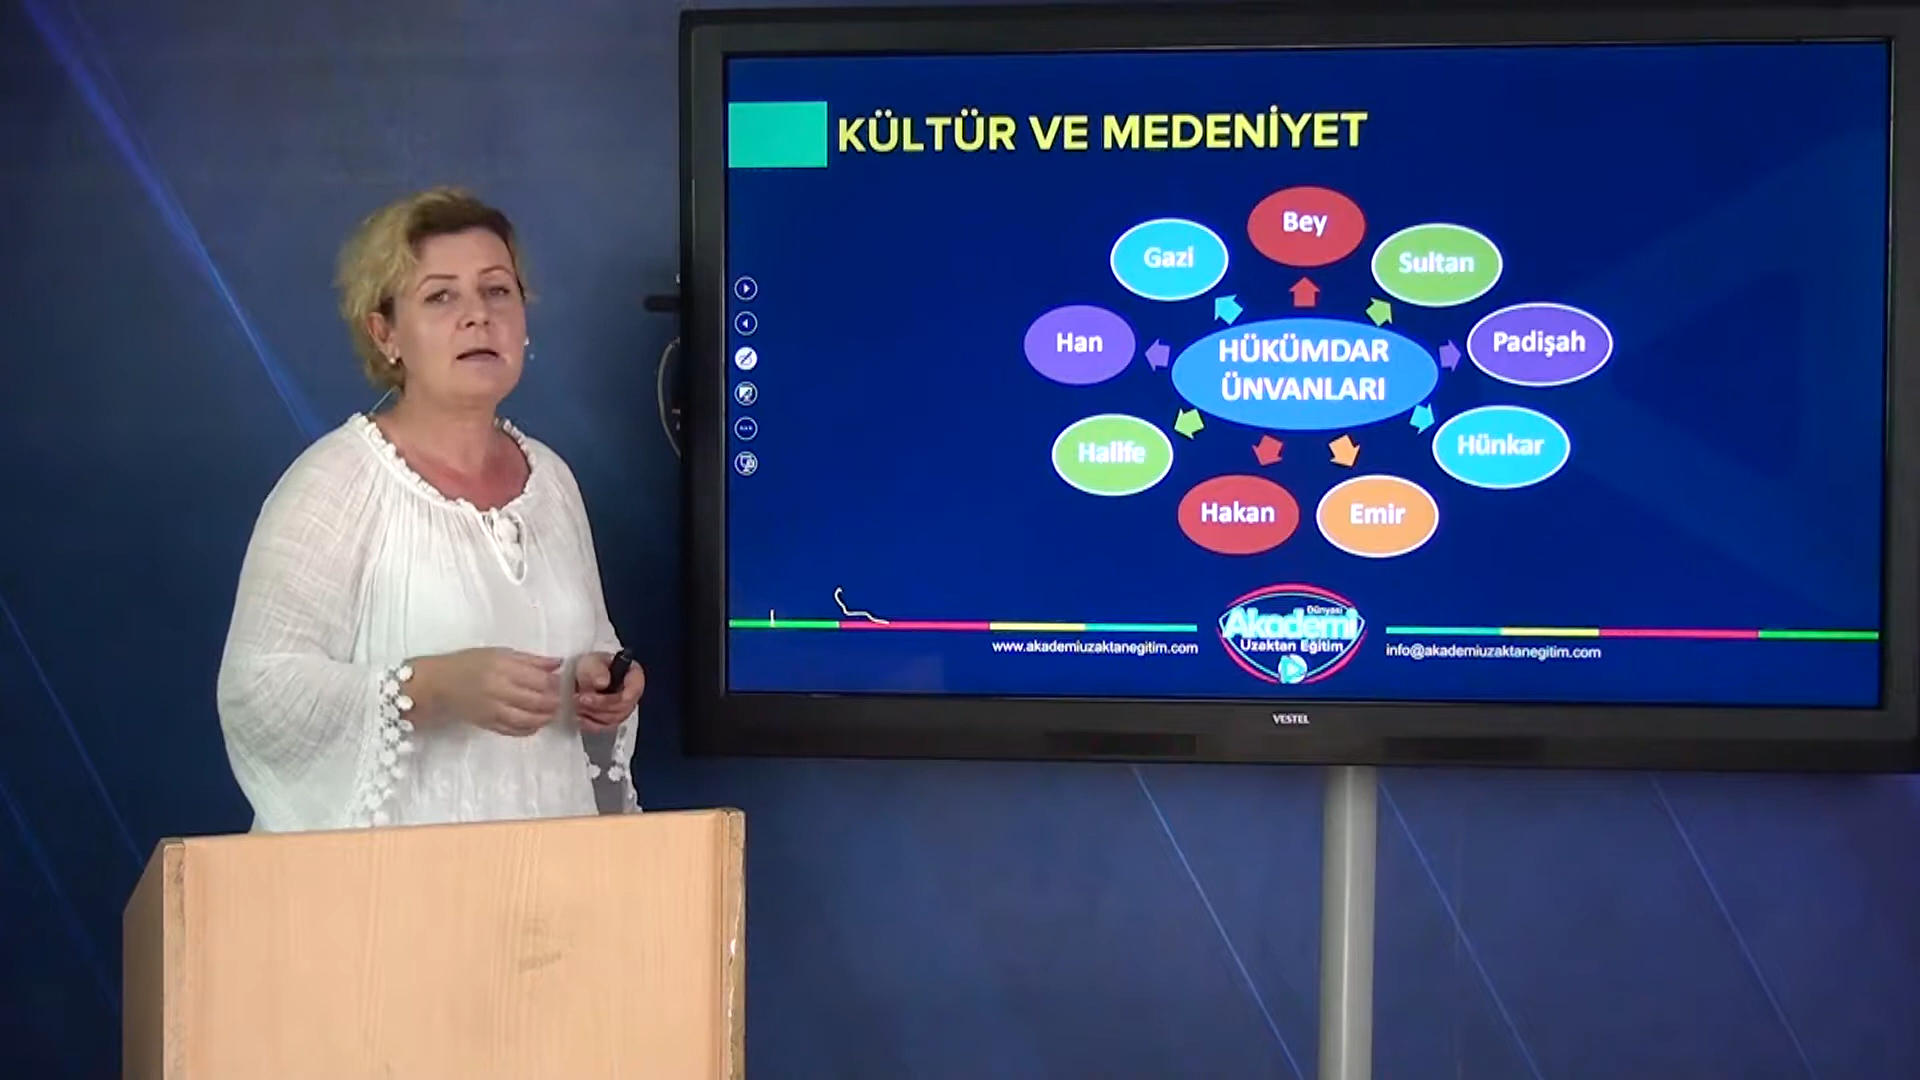 KÜLTÜR VE MEDENİYET
Bey
Gazi
Sultan
Han
HÜKÜMDAR
ÜNVANLARI
Padişah
Halife
Hünkar
Hakan
Emir
Dünyası
Akademi
Uzaktan Eğitim
www.akademiuzaktanegitim.com
info@akademiuzaktanegitim.com
VESTEL